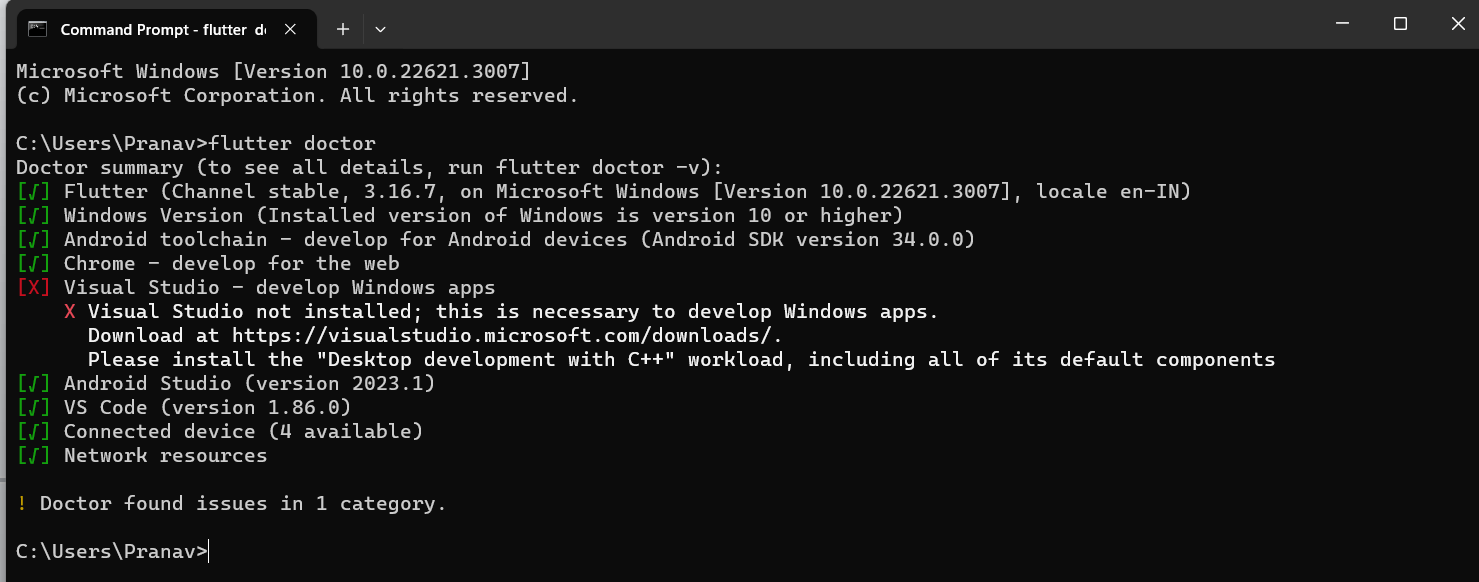 Command Prompt - flutter d
Microsoft Windows [Version 10.0.22621.3007]
(c) Microsoft Corporation. All rights reserved.
C:\Users\Pranav>flutter doctor
Doctor summary (to see all details, run flutter doctor -v):
[√] Flutter (Channel stable, 3.16.7, on Microsoft Windows [Version 10.0.22621.3007], locale en-IN)
[√] Windows Version (Installed version of Windows is version 10 or higher)
[√] Android toolchain - develop for Android devices (Android SDK version 34.0.0)
[√] Chrome - develop for the web
[X] Visual Studio - develop Windows apps
X Visual Studio not installed; this is necessary to develop Windows apps.
Download at https://visualstudio.microsoft.com/downloads/.
Please install the "Desktop development with C++" workload, including all of its default components
[√] Android Studio (version 2023.1)
[√] VS Code (version 1.86.0)
[√] Connected device (4 available)
[√] Network resources
! Doctor found issues in 1 category.
C:\Users\Pranav>